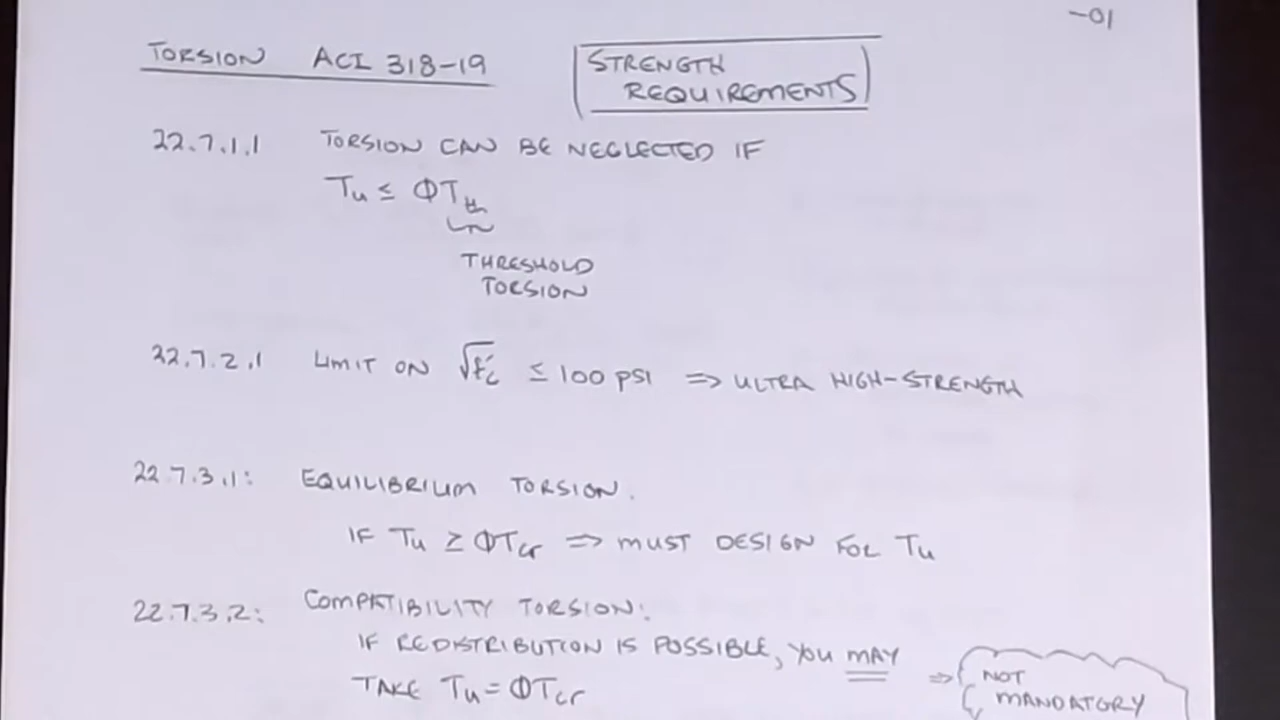 -01
TORSION ACI 318-19
STRENGTH
REQUIREMENTS
22.7.1.1 TORSION CAN BE NEGLECTED IF
Tu ≤ ΦTth
THRESHOLD
TORSION
22.7.2.1 LIMIT ON √f'c ≤ 100 PSI ⇒ ULTRA HIGH-STRENGTH
22.7.3.1: EQUILIBRIUM TORSION.
IF Tu ≥ ΦTcr ⇒ MUST DESIGN FOR Tu
22.7.3.2: COMPATIBILITY TORSION:
IF REDISTRIBUTION IS POSSIBLE, YOU MAY
TAKE Tu = ΦTcr
⇒ NOT
MANDATORY